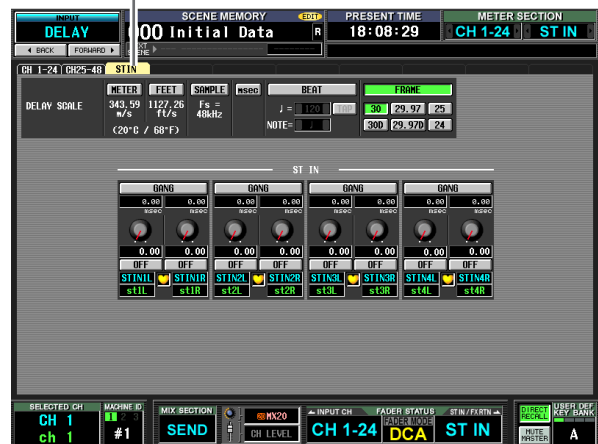 INPUT
DELAY
SCENE MEMORY EDIT
000 Initial Data R
PRESENT TIME
18:08:29
METER SECTION
CH 1-24 ST IN
BACK FORWARD
NEXT SCENE
CH 1-24 CH25-48 STIN
DELAY SCALE
METER FEET SAMPLE msec BEAT FRAME
343.59 m/s
1127.26 ft/s
Fs = 48kHz
(20°C / 68°F)
♩= 120 TAP
NOTE= ♩
30 29.97 25
30D 29.97D 24
ST IN
GANG GANG GANG GANG
0.00 0.00 0.00 0.00 0.00 0.00 0.00 0.00
msec msec msec msec msec msec msec msec
0.00 0.00 0.00 0.00 0.00 0.00 0.00 0.00
OFF OFF OFF OFF OFF OFF OFF OFF
STIN1L STIN1R STIN2L STIN2R STIN3L STIN3R STIN4L STIN4R
st1L st1R st2L st2R st3L st3R st4L st4R
SELECTED CH
CH 1
ch 1
MACHINE ID
1 2 3
#1
MIX SECTION
SEND
MX20
CH LEVEL
INPUT CH
CH 1-24
FADER STATUS
FADER MODE
DCA
ST IN/FXRTN
ST IN
DIRECT RECALL
MUTE MASTER
USER DEF KEY BANK
A